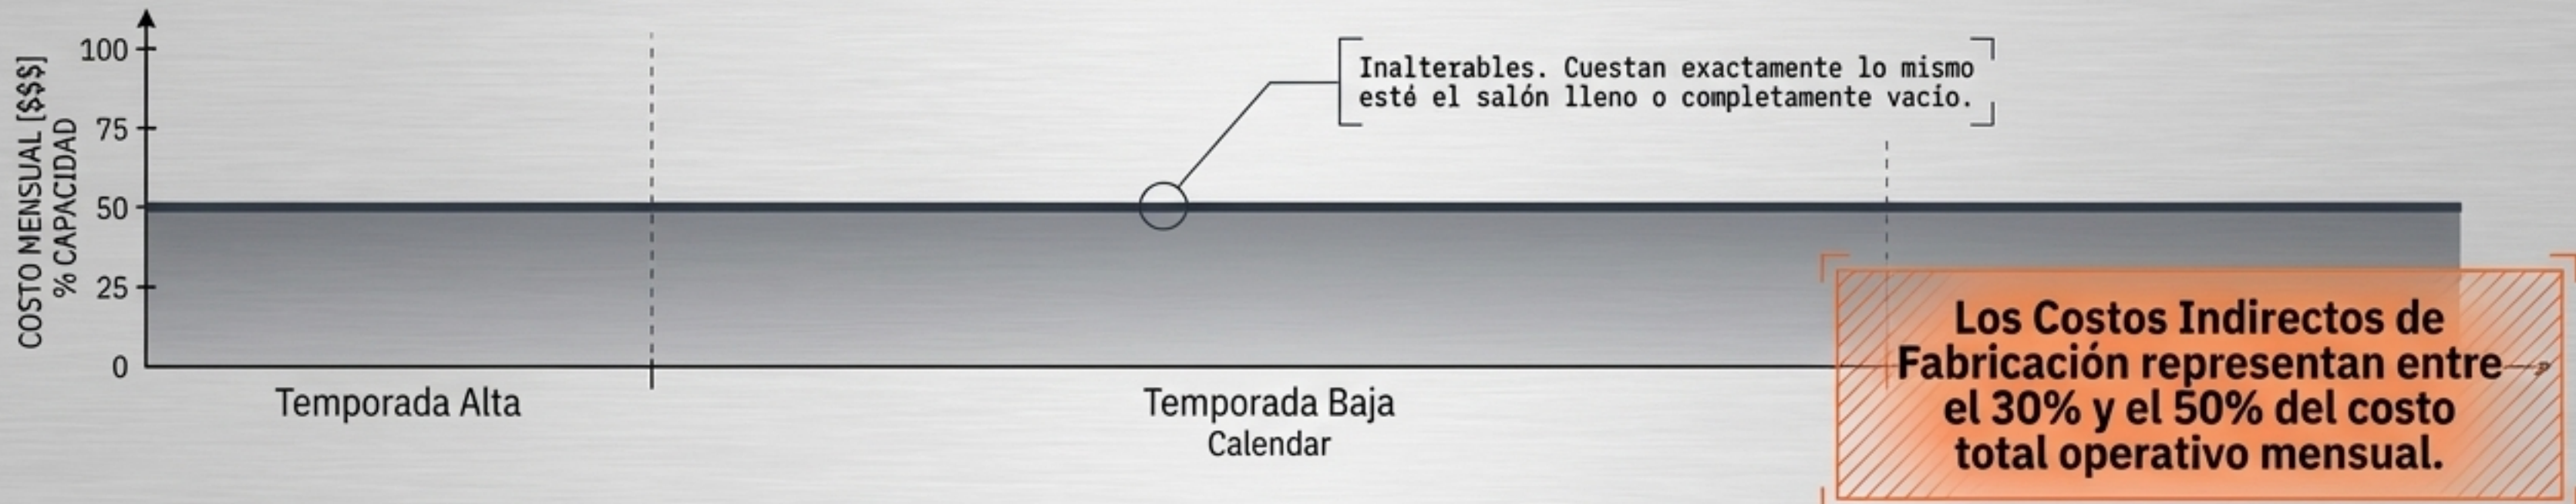 COSTO NENSUAL [$$$]
% CAPACIDAD
100
75
50
25
0
Inalterables. Cuestan exactamente lo mismo
esté el salón lleno o completamente vacío.
Temporada Alta
Temporada Baja
Calendar
Los Costos Indirectos de
Fabricación representan entre
el 30% y el 50% del costo
total operativo mensual.